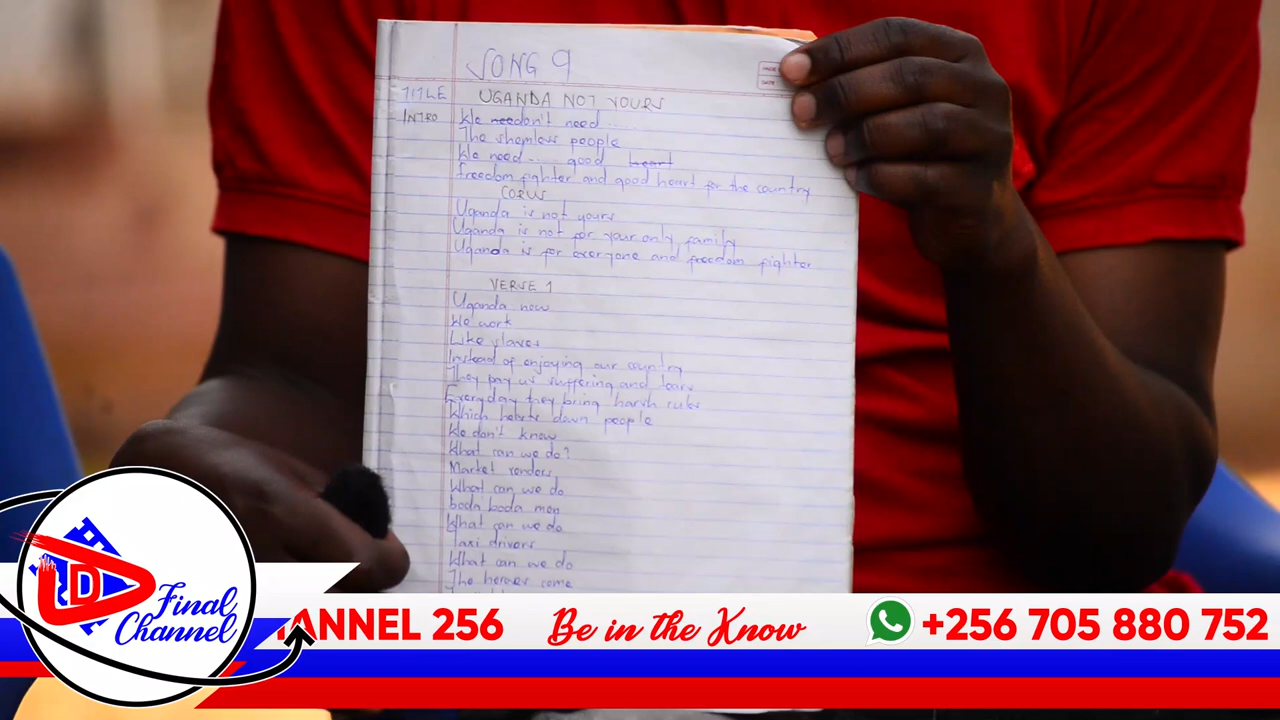 SONG 9
TITLE UGANDA NOT YOURS
INTRO We need don't need ....
The shemless people
We need .... good heart
freedom fighter and good heart for the country
CORUS
Uganda is not yours
Uganda is not for your only family
Uganda is for everyone and freedom fighter
VERSE 1
Uganda now
We work
Like slaves
Instead of enjoying our country
They pay us suffering and tears
Everyday they bring harsh rules
Which hearts down people
We don't know
What can we do?
Market venders
What can we do
boda boda men
What can we do
Taxi drivers
What can we do
The heroes come
D
Final
Channel
ANNEL 256
Be in the Know
+256 705 880 752